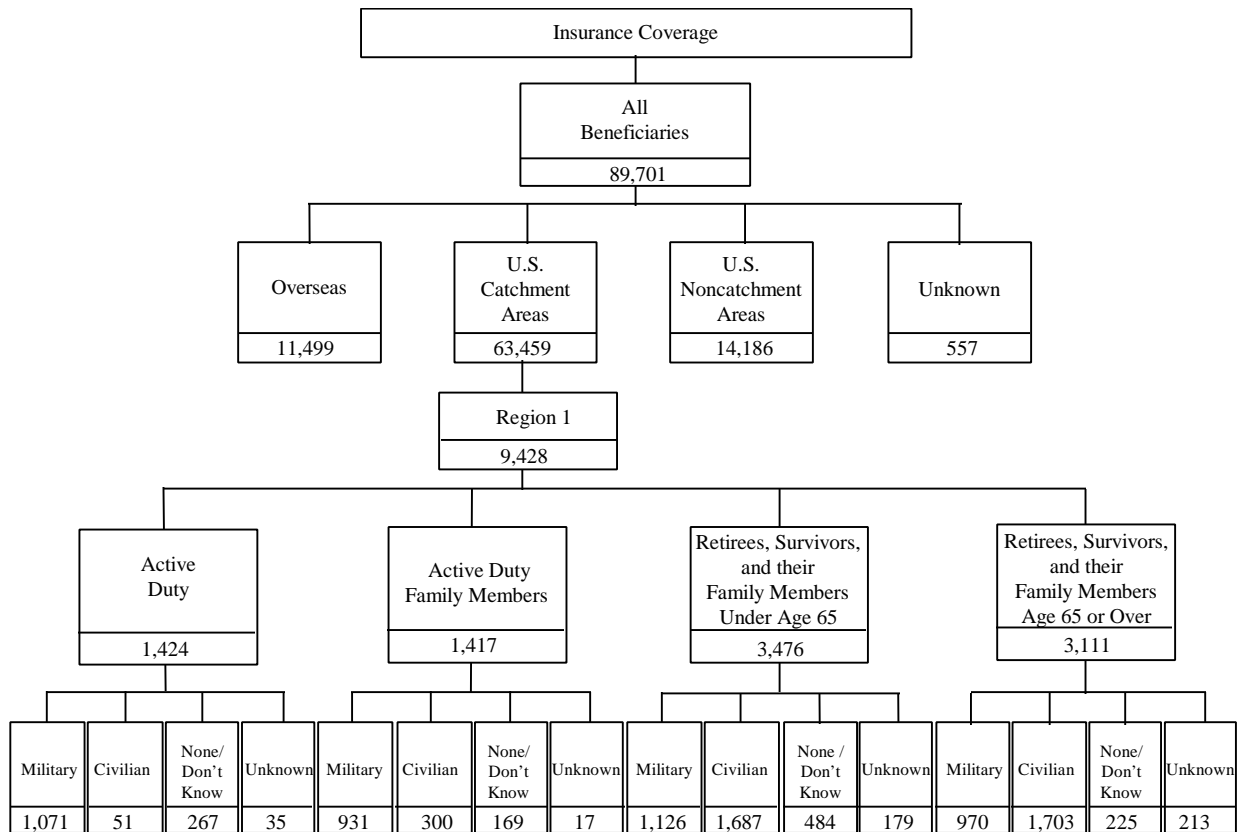 Insurance Coverage
All
Beneficiaries
89,701
Overseas
11,499
U.S.
Catchment
Areas
63,459
U.S.
Noncatchment
Areas
14,186
Unknown
557
Region 1
9,428
Active
Duty
1,424
Active Duty
Family Members
1,417
Retirees, Survivors,
and their
Family Members
Under Age 65
3,476
Retirees, Survivors,
and their
Family Members
Age 65 or Over
3,111
Military
1,071
Civilian
51
None/
Don't
Know
267
Unknown
35
Military
931
Civilian
300
None/
Don't
Know
169
Unknown
17
Military
1,126
Civilian
1,687
None /
Don't
Know
484
Unknown
179
Military
970
Civilian
1,703
None/
Don't
Know
225
Unknown
213